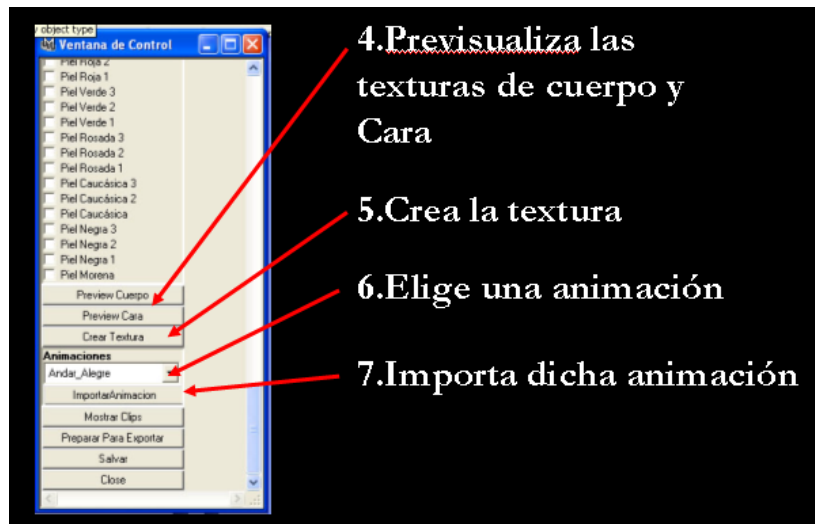 object type
Ventana de Control
Piel Roja 2
Piel Roja 1
Piel Verde 3
Piel Verde 2
Piel Verde 1
Piel Rosada 3
Piel Rosada 2
Piel Rosada 1
Piel Caucásica 3
Piel Caucásica 2
Piel Caucásica
Piel Negra 3
Piel Negra 2
Piel Negra 1
Piel Morena
Preview Cuerpo
Preview Cara
Crear Textura
Animaciones
Andar_Alegre
ImportarAnimacion
Mostrar Clips
Preparar Para Exportar
Salvar
Close
4.Previsualiza las
texturas de cuerpo y
Cara
5.Crea la textura
6.Elige una animación
7.Importa dicha animación